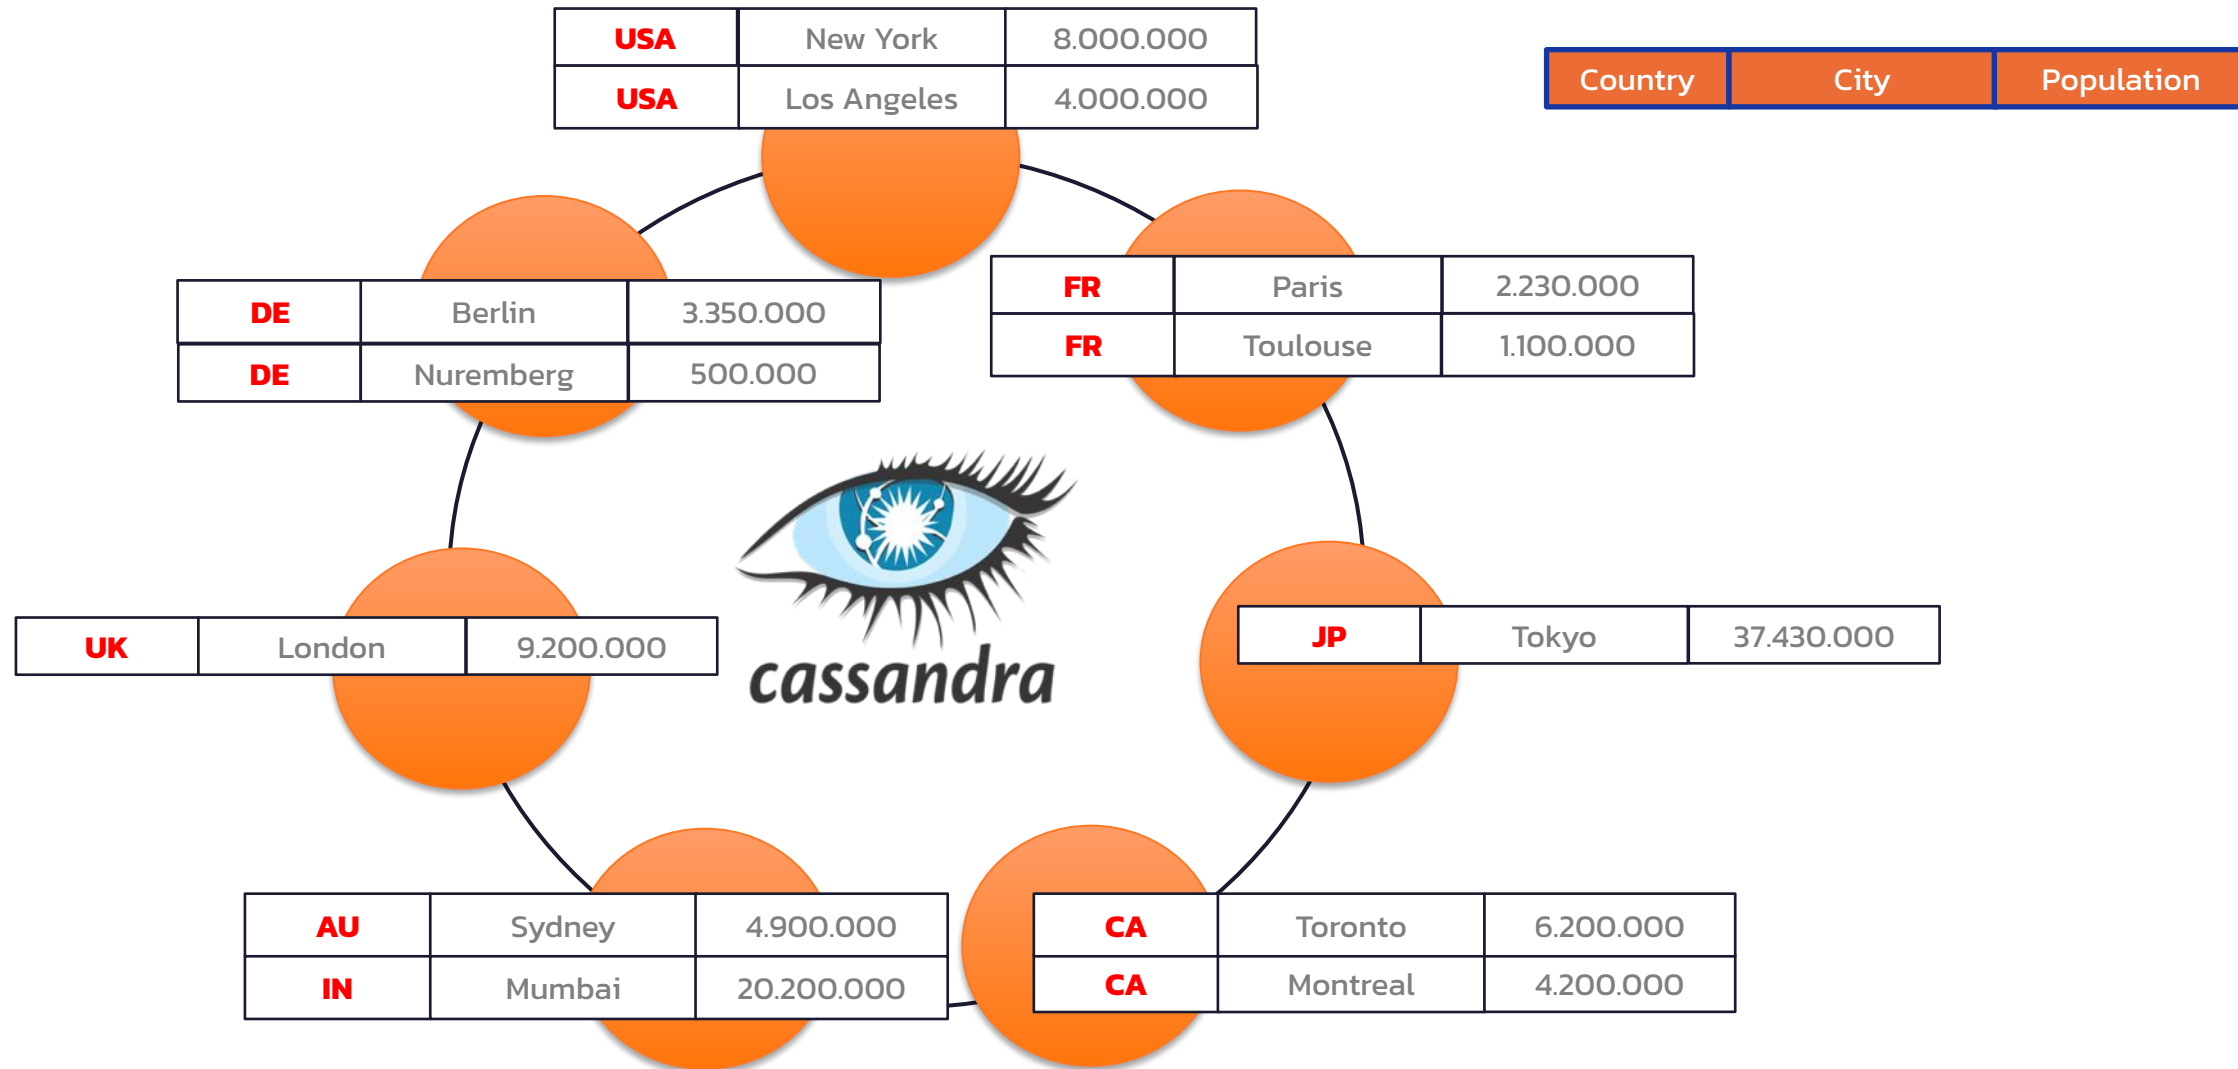 USA New York 8.000.000
USA Los Angeles 4.000.000
Country City Population
DE Berlin 3.350.000
DE Nuremberg 500.000
FR Paris 2.230.000
FR Toulouse 1.100.000
UK London 9.200.000
cassandra
JP Tokyo 37.430.000
AU Sydney 4.900.000
IN Mumbai 20.200.000
CA Toronto 6.200.000
CA Montreal 4.200.000